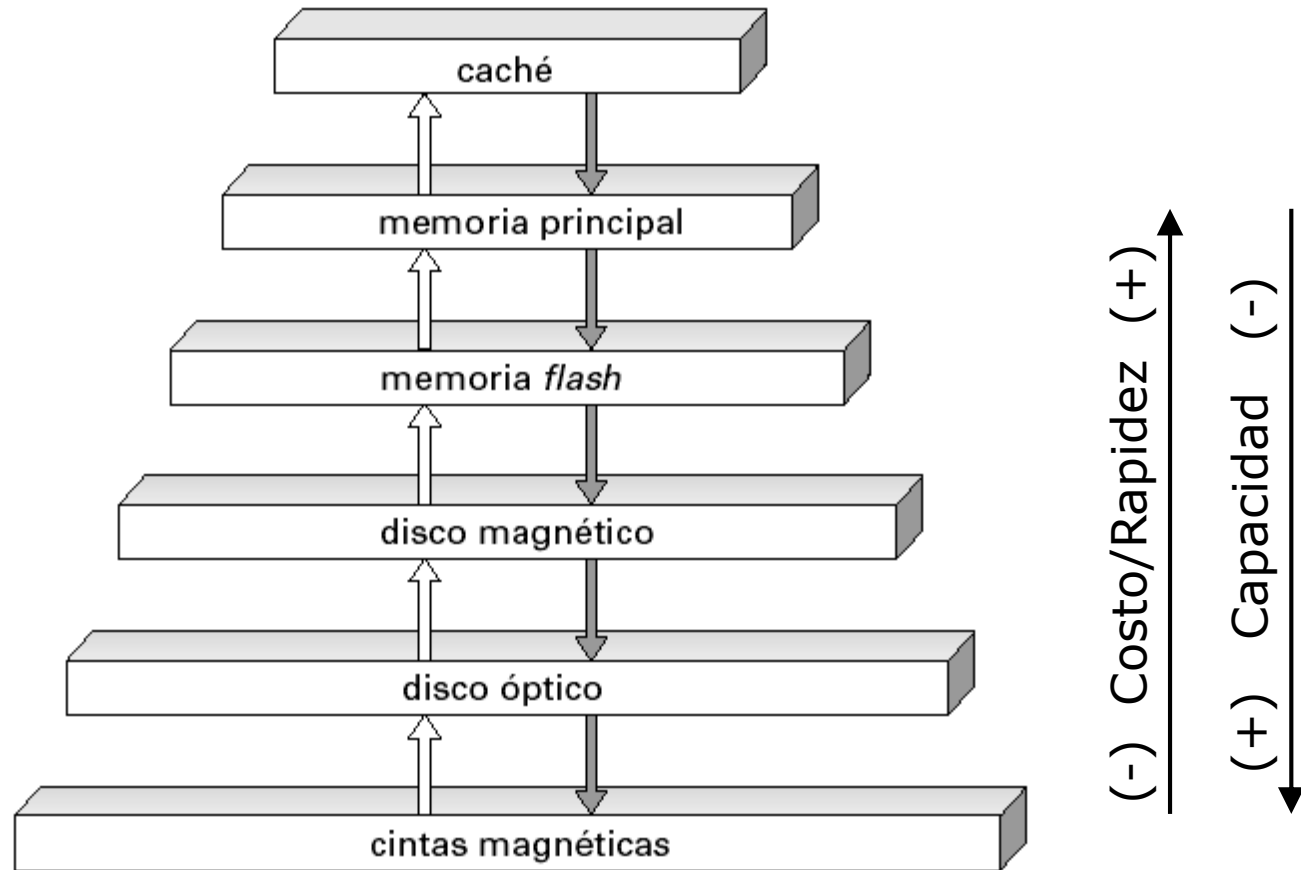 caché
memoria principal
memoria flash
disco magnético
disco óptico
cintas magnéticas
(-) Costo/Rapidez (+)
(+) Capacidad (-)